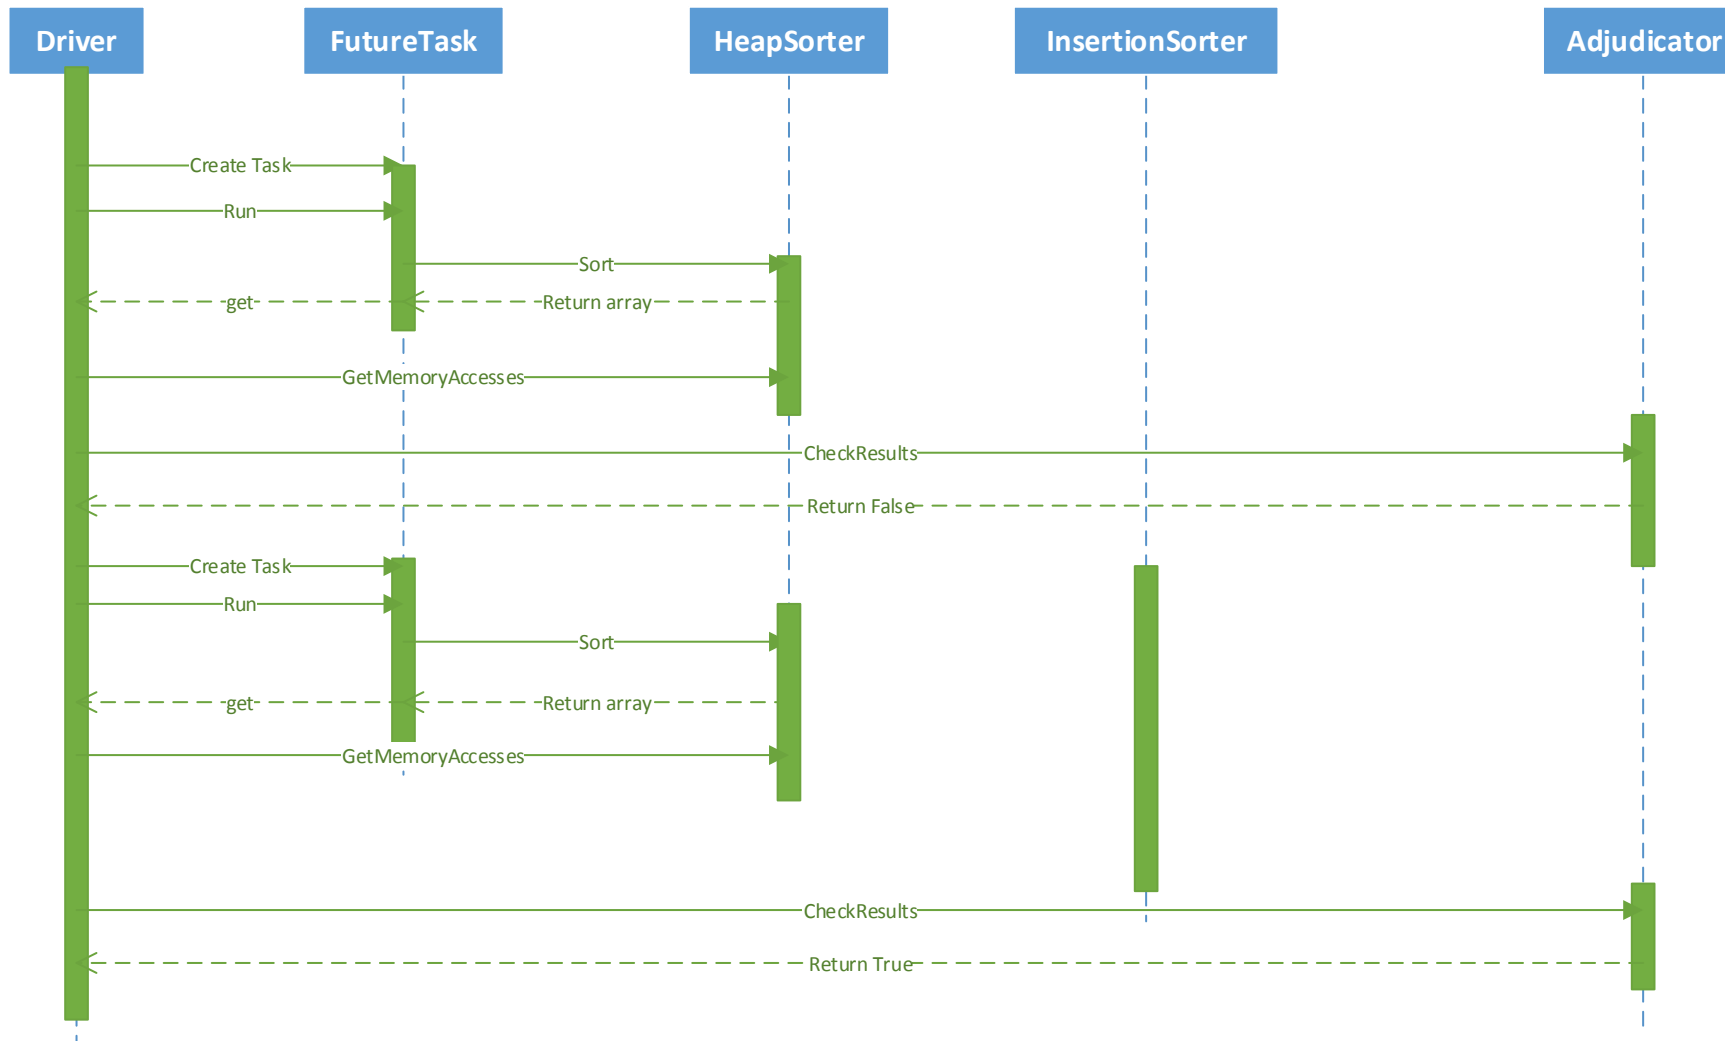 Driver
FutureTask
HeapSorter
InsertionSorter
Adjudicator
Create Task
Run
Sort
get
Return array
GetMemoryAccesses
CheckResults
Return False
Create Task
Run
Sort
get
Return array
GetMemoryAccesses
CheckResults
Return True